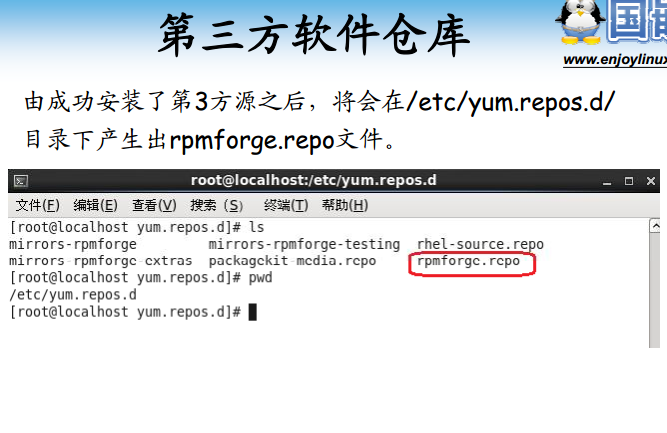 第三方软件仓库
国
www.enjoylinux
由成功安装了第3方源之后，将会在/etc/yum.repos.d/
目录下产生出rpmforge.repo文件。
root@localhost:/etc/yum.repos.d
文件(F) 编辑(E) 查看(V) 搜索（S） 终端(T) 帮助(H)
[root@localhost yum.repos.d]# ls
mirrors-rpmforge mirrors-rpmforge-testing rhel-source.repo
mirrors-rpmforge-extras packagekit-media.repo rpmforge.repo
[root@localhost yum.repos.d]# pwd
/etc/yum.repos.d
[root@localhost yum.repos.d]#